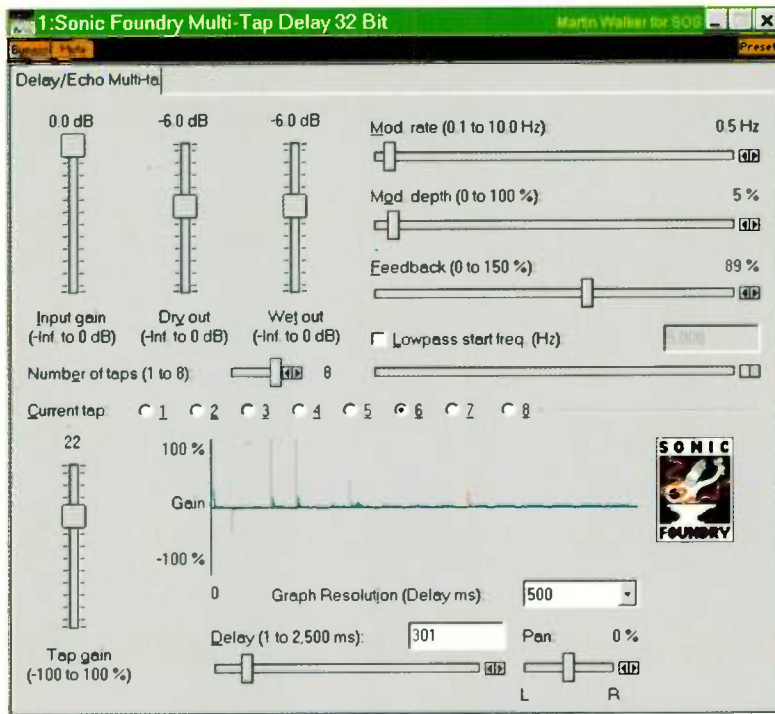 1:Sonic Foundry Multi-Tap Delay 32 Bit
Martin Walker for SOS
Bypass Mute
Preset
Delay/Echo Multi-ta
0.0 dB -6.0 dB -6.0 dB
Input gain Dry out Wet out
(-Inf. to 0 dB) (-Inf. to 0 dB) (-Inf. to 0 dB)
Mod. rate (0.1 to 10.0 Hz): 0.5 Hz
Mod. depth (0 to 100 %): 5 %
Feedback (0 to 150 %): 89 %
Lowpass start freq. (Hz):
Number of taps (1 to 8): 8
Current tap: 1 2 3 4 5 6 7 8
22
Tap gain
(-100 to 100 %)
100 %
Gain
-100 %
0
Graph Resolution (Delay ms): 500
Delay (1 to 2,500 ms): 301
Pan: 0 %
L R
SONIC
FOUNDRY